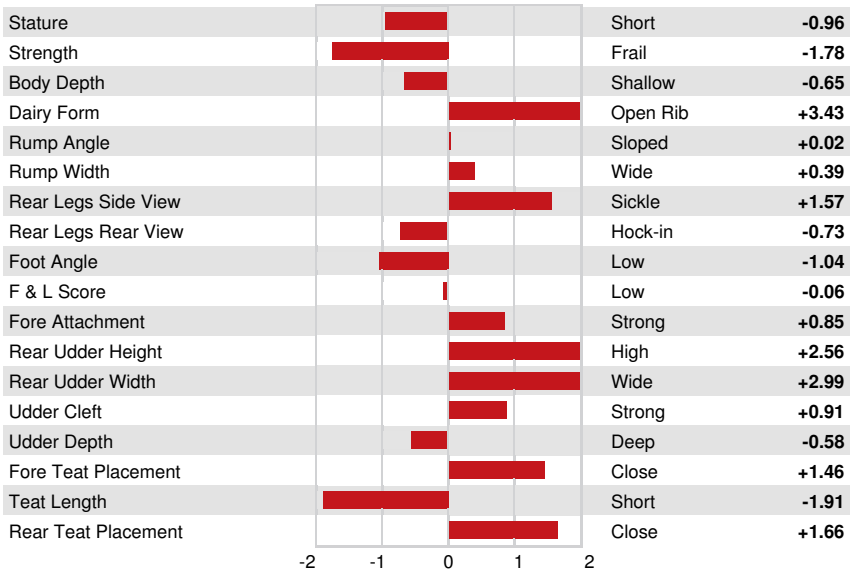 Stature Short -0.96
Strength Frail -1.78
Body Depth Shallow -0.65
Dairy Form Open Rib +3.43
Rump Angle Sloped +0.02
Rump Width Wide +0.39
Rear Legs Side View Sickle +1.57
Rear Legs Rear View Hock-in -0.73
Foot Angle Low -1.04
F & L Score Low -0.06
Fore Attachment Strong +0.85
Rear Udder Height High +2.56
Rear Udder Width Wide +2.99
Udder Cleft Strong +0.91
Udder Depth Deep -0.58
Fore Teat Placement Close +1.46
Teat Length Short -1.91
Rear Teat Placement Close +1.66
-2 -1 0 1 2